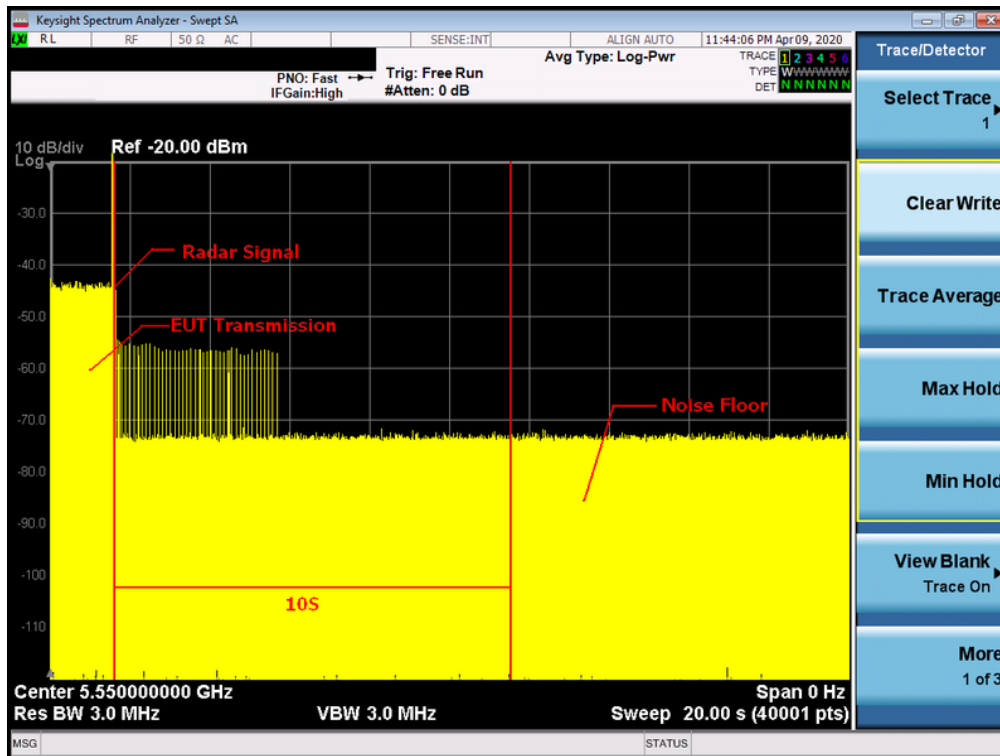 Keysight Spectrum Analyzer - Swept SA
LXI RL RF 50 Ω AC SENSE:INT ALIGN AUTO 11:44:06 PM Apr 09, 2020
Avg Type: Log-Pwr
TRACE 1 2 3 4 5 6
TYPE WWWWWW
DET N N N N N N
PNO: Fast
IFGain:High
Trig: Free Run
#Atten: 0 dB
10 dB/div
Log
Ref -20.00 dBm
-30.0
-40.0
-50.0
-60.0
-70.0
-80.0
-90.0
-100
-110
Radar Signal
EUT Transmission
Noise Floor
10S
Center 5.550000000 GHz
Span 0 Hz
Res BW 3.0 MHz
VBW 3.0 MHz
Sweep 20.00 s (40001 pts)
MSG
STATUS
Trace/Detector
Select Trace
1
Clear Write
Trace Average
Max Hold
Min Hold
View Blank
Trace On
More
1 of 3